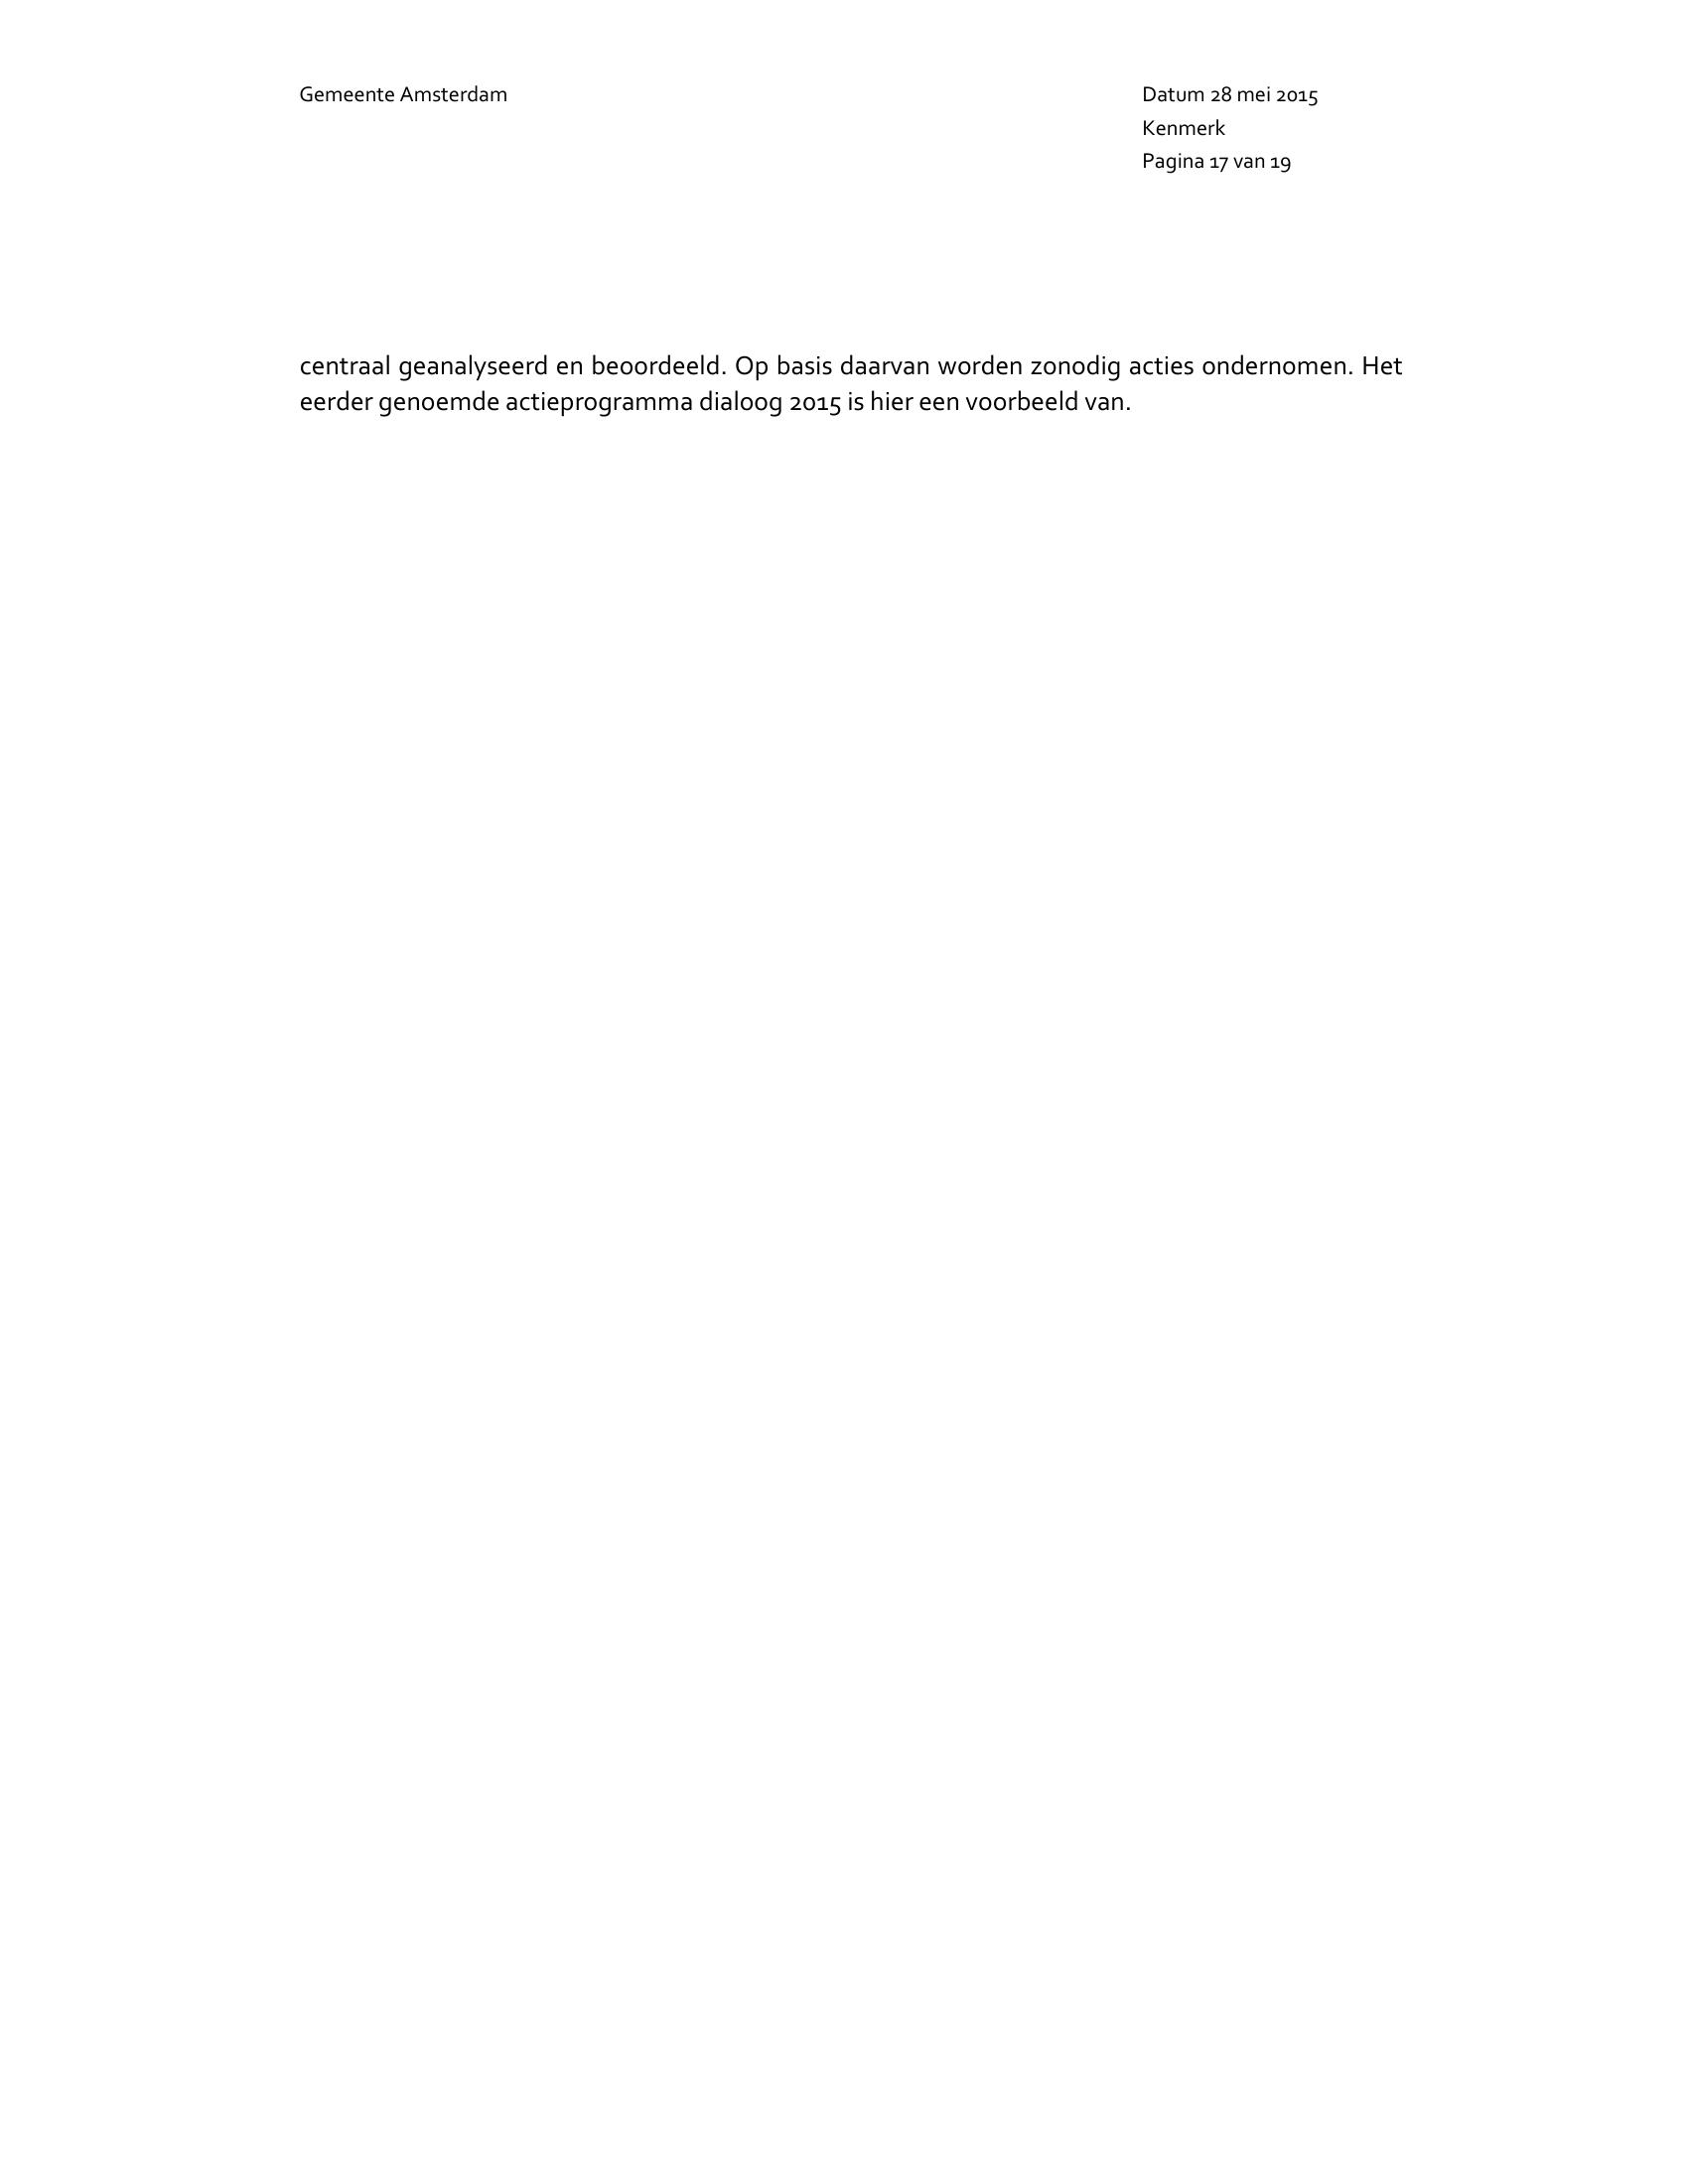 Gemeente Amsterdam
Datum 28 mei 2015
Kenmerk
Pagina 17 van 19
centraal geanalyseerd en beoordeeld. Op basis daarvan worden zonodig acties ondernomen. Het
eerder genoemde actieprogramma dialoog 2015 is hier een voorbeeld van.